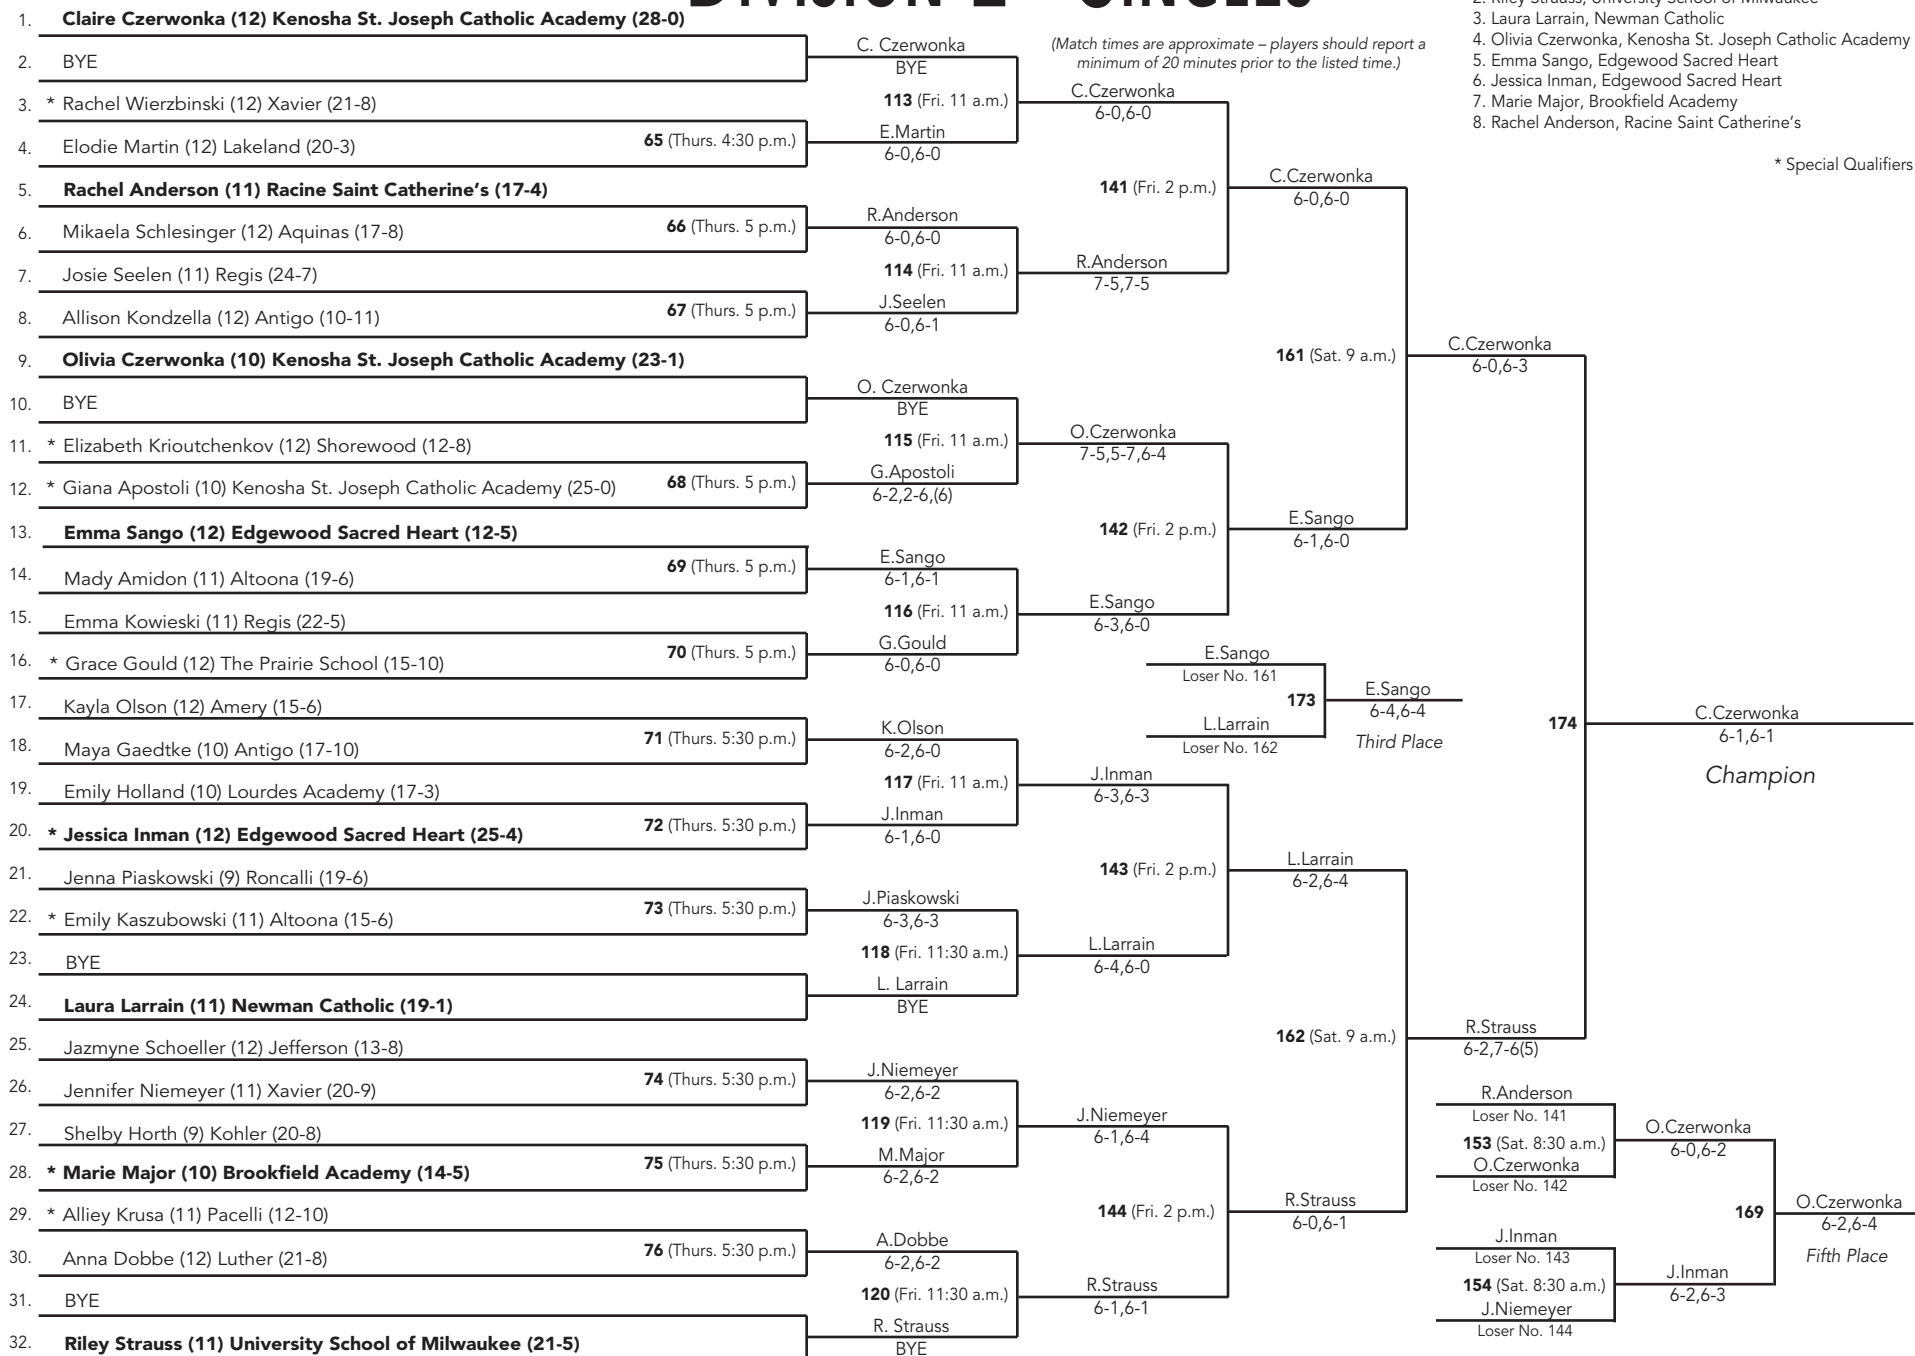 1. Claire Czerwonka (12) Kenosha St. Joseph Catholic Academy (28-0)
2. BYE
3. * Rachel Wierzbinski (12) Xavier (21-8)
4. Elodie Martin (12) Lakeland (20-3)
5. Rachel Anderson (11) Racine Saint Catherine's (17-4)
6. Mikaela Schlesinger (12) Aquinas (17-8)
7. Josie Seelen (11) Regis (24-7)
8. Allison Kondzella (12) Antigo (10-11)
9. Olivia Czerwonka (10) Kenosha St. Joseph Catholic Academy (23-1)
10. BYE
11. * Elizabeth Krioutchenkov (12) Shorewood (12-8)
12. * Giana Apostoli (10) Kenosha St. Joseph Catholic Academy (25-0)
13. Emma Sango (12) Edgewood Sacred Heart (12-5)
14. Mady Amidon (11) Altoona (19-6)
15. Emma Kowieski (11) Regis (22-5)
16. * Grace Gould (12) The Prairie School (15-10)
17. Kayla Olson (12) Amery (15-6)
18. Maya Gaedtke (10) Antigo (17-10)
19. Emily Holland (10) Lourdes Academy (17-3)
20. * Jessica Inman (12) Edgewood Sacred Heart (25-4)
21. Jenna Piaskowski (9) Roncalli (19-6)
22. * Emily Kaszubowski (11) Altoona (15-6)
23. BYE
24. Laura Larrain (11) Newman Catholic (19-1)
25. Jazmyne Schoeller (12) Jefferson (13-8)
26. Jennifer Niemeyer (11) Xavier (20-9)
27. Shelby Horth (9) Kohler (20-8)
28. * Marie Major (10) Brookfield Academy (14-5)
29. * Alliey Krusa (11) Pacelli (12-10)
30. Anna Dobbe (12) Luther (21-8)
31. BYE
32. Riley Strauss (11) University School of Milwaukee (21-5)
65 (Thurs. 4:30 p.m.)
66 (Thurs. 5 p.m.)
67 (Thurs. 5 p.m.)
68 (Thurs. 5 p.m.)
69 (Thurs. 5 p.m.)
70 (Thurs. 5 p.m.)
71 (Thurs. 5:30 p.m.)
72 (Thurs. 5:30 p.m.)
73 (Thurs. 5:30 p.m.)
74 (Thurs. 5:30 p.m.)
75 (Thurs. 5:30 p.m.)
76 (Thurs. 5:30 p.m.)
C. Czerwonka
BYE
113 (Fri. 11 a.m.)
E.Martin
6-0,6-0
R.Anderson
6-0,6-0
114 (Fri. 11 a.m.)
J.Seelen
6-0,6-1
O. Czerwonka
BYE
115 (Fri. 11 a.m.)
G.Apostoli
6-2,2-6,(6)
E.Sango
6-1,6-1
116 (Fri. 11 a.m.)
G.Gould
6-0,6-0
K.Olson
6-2,6-0
117 (Fri. 11 a.m.)
J.Inman
6-1,6-0
J.Piaskowski
6-3,6-3
118 (Fri. 11:30 a.m.)
L. Larrain
BYE
J.Niemeyer
6-2,6-2
119 (Fri. 11:30 a.m.)
M.Major
6-2,6-2
A.Dobbe
6-2,6-2
120 (Fri. 11:30 a.m.)
R. Strauss
BYE
(Match times are approximate – players should report a
minimum of 20 minutes prior to the listed time.)
C.Czerwonka
6-0,6-0
141 (Fri. 2 p.m.)
R.Anderson
7-5,7-5
O.Czerwonka
7-5,5-7,6-4
142 (Fri. 2 p.m.)
E.Sango
6-3,6-0
J.Inman
6-3,6-3
143 (Fri. 2 p.m.)
L.Larrain
6-4,6-0
J.Niemeyer
6-1,6-4
144 (Fri. 2 p.m.)
R.Strauss
6-1,6-1
C.Czerwonka
6-0,6-0
161 (Sat. 9 a.m.)
E.Sango
6-1,6-0
E.Sango
Loser No. 161
173
L.Larrain
Loser No. 162
E.Sango
6-4,6-4
Third Place
L.Larrain
6-2,6-4
162 (Sat. 9 a.m.)
R.Strauss
6-0,6-1
C.Czerwonka
6-0,6-3
174
R.Strauss
6-2,7-6(5)
C.Czerwonka
6-1,6-1
Champion
R.Anderson
Loser No. 141
153 (Sat. 8:30 a.m.)
O.Czerwonka
Loser No. 142
O.Czerwonka
6-0,6-2
169
J.Inman
Loser No. 143
154 (Sat. 8:30 a.m.)
J.Niemeyer
Loser No. 144
J.Inman
6-2,6-3
O.Czerwonka
6-2,6-4
Fifth Place
2. Riley Strauss, University School of Milwaukee
3. Laura Larrain, Newman Catholic
4. Olivia Czerwonka, Kenosha St. Joseph Catholic Academy
5. Emma Sango, Edgewood Sacred Heart
6. Jessica Inman, Edgewood Sacred Heart
7. Marie Major, Brookfield Academy
8. Rachel Anderson, Racine Saint Catherine's
* Special Qualifiers